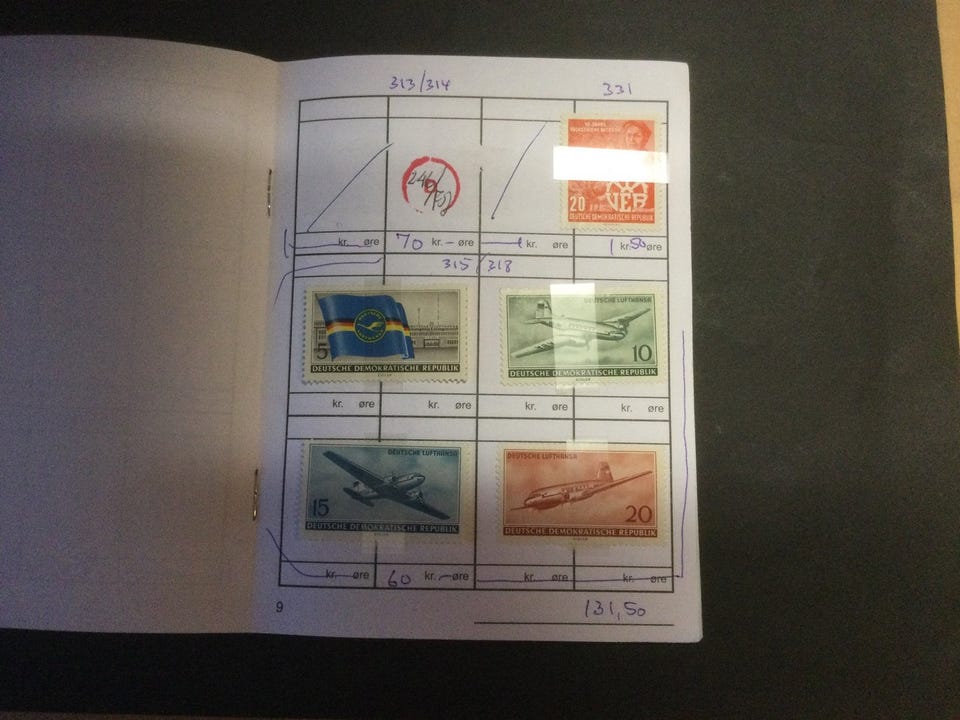 313/314 331
10 JAHRE
VOLKSEIGENE BETRIEBE
VEB
20
DEUTSCHE DEMOKRATISCHE REPUBLIK
kr. øre 70 kr. øre kr. øre 1 kr. 50 øre
315/318
5
DEUTSCHE DEMOKRATISCHE REPUBLIK
DEUTSCHE LUFTHANSA
10
DEUTSCHE DEMOKRATISCHE REPUBLIK
kr. øre kr. øre kr. øre kr. øre
DEUTSCHE LUFTHANSA
15
DEUTSCHE DEMOKRATISCHE REPUBLIK
DEUTSCHE LUFTHANSA
20
DEUTSCHE DEMOKRATISCHE REPUBLIK
kr. øre 60 kr. øre kr. øre kr. øre
9 131,50